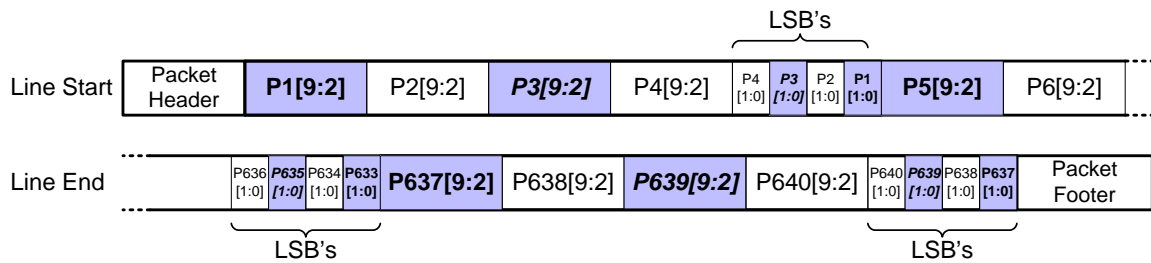 LSB's
Line Start Packet Header P1[9:2] P2[9:2] P3[9:2] P4[9:2] P4 [1:0] P3 [1:0] P2 [1:0] P1 [1:0] P5[9:2] P6[9:2]
Line End P636 [1:0] P635 [1:0] P634 [1:0] P633 [1:0] P637[9:2] P638[9:2] P639[9:2] P640[9:2] P640 [1:0] P639 [1:0] P638 [1:0] P637 [1:0] Packet Footer
LSB's LSB's